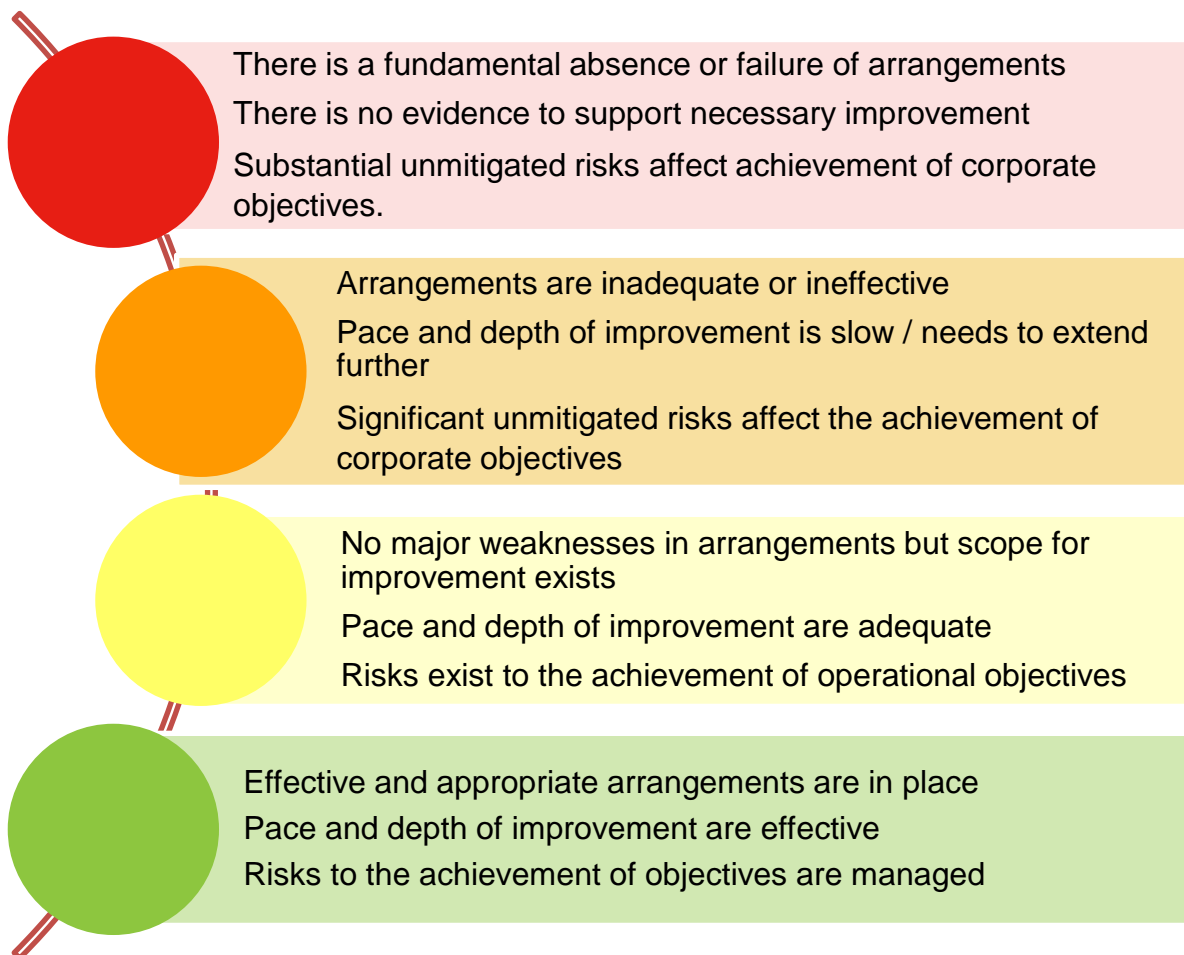 There is a fundamental absence or failure of arrangements
There is no evidence to support necessary improvement
Substantial unmitigated risks affect achievement of corporate
objectives.
Arrangements are inadequate or ineffective
Pace and depth of improvement is slow / needs to extend
further
Significant unmitigated risks affect the achievement of
corporate objectives
No major weaknesses in arrangements but scope for
improvement exists
Pace and depth of improvement are adequate
Risks exist to the achievement of operational objectives
Effective and appropriate arrangements are in place
Pace and depth of improvement are effective
Risks to the achievement of objectives are managed